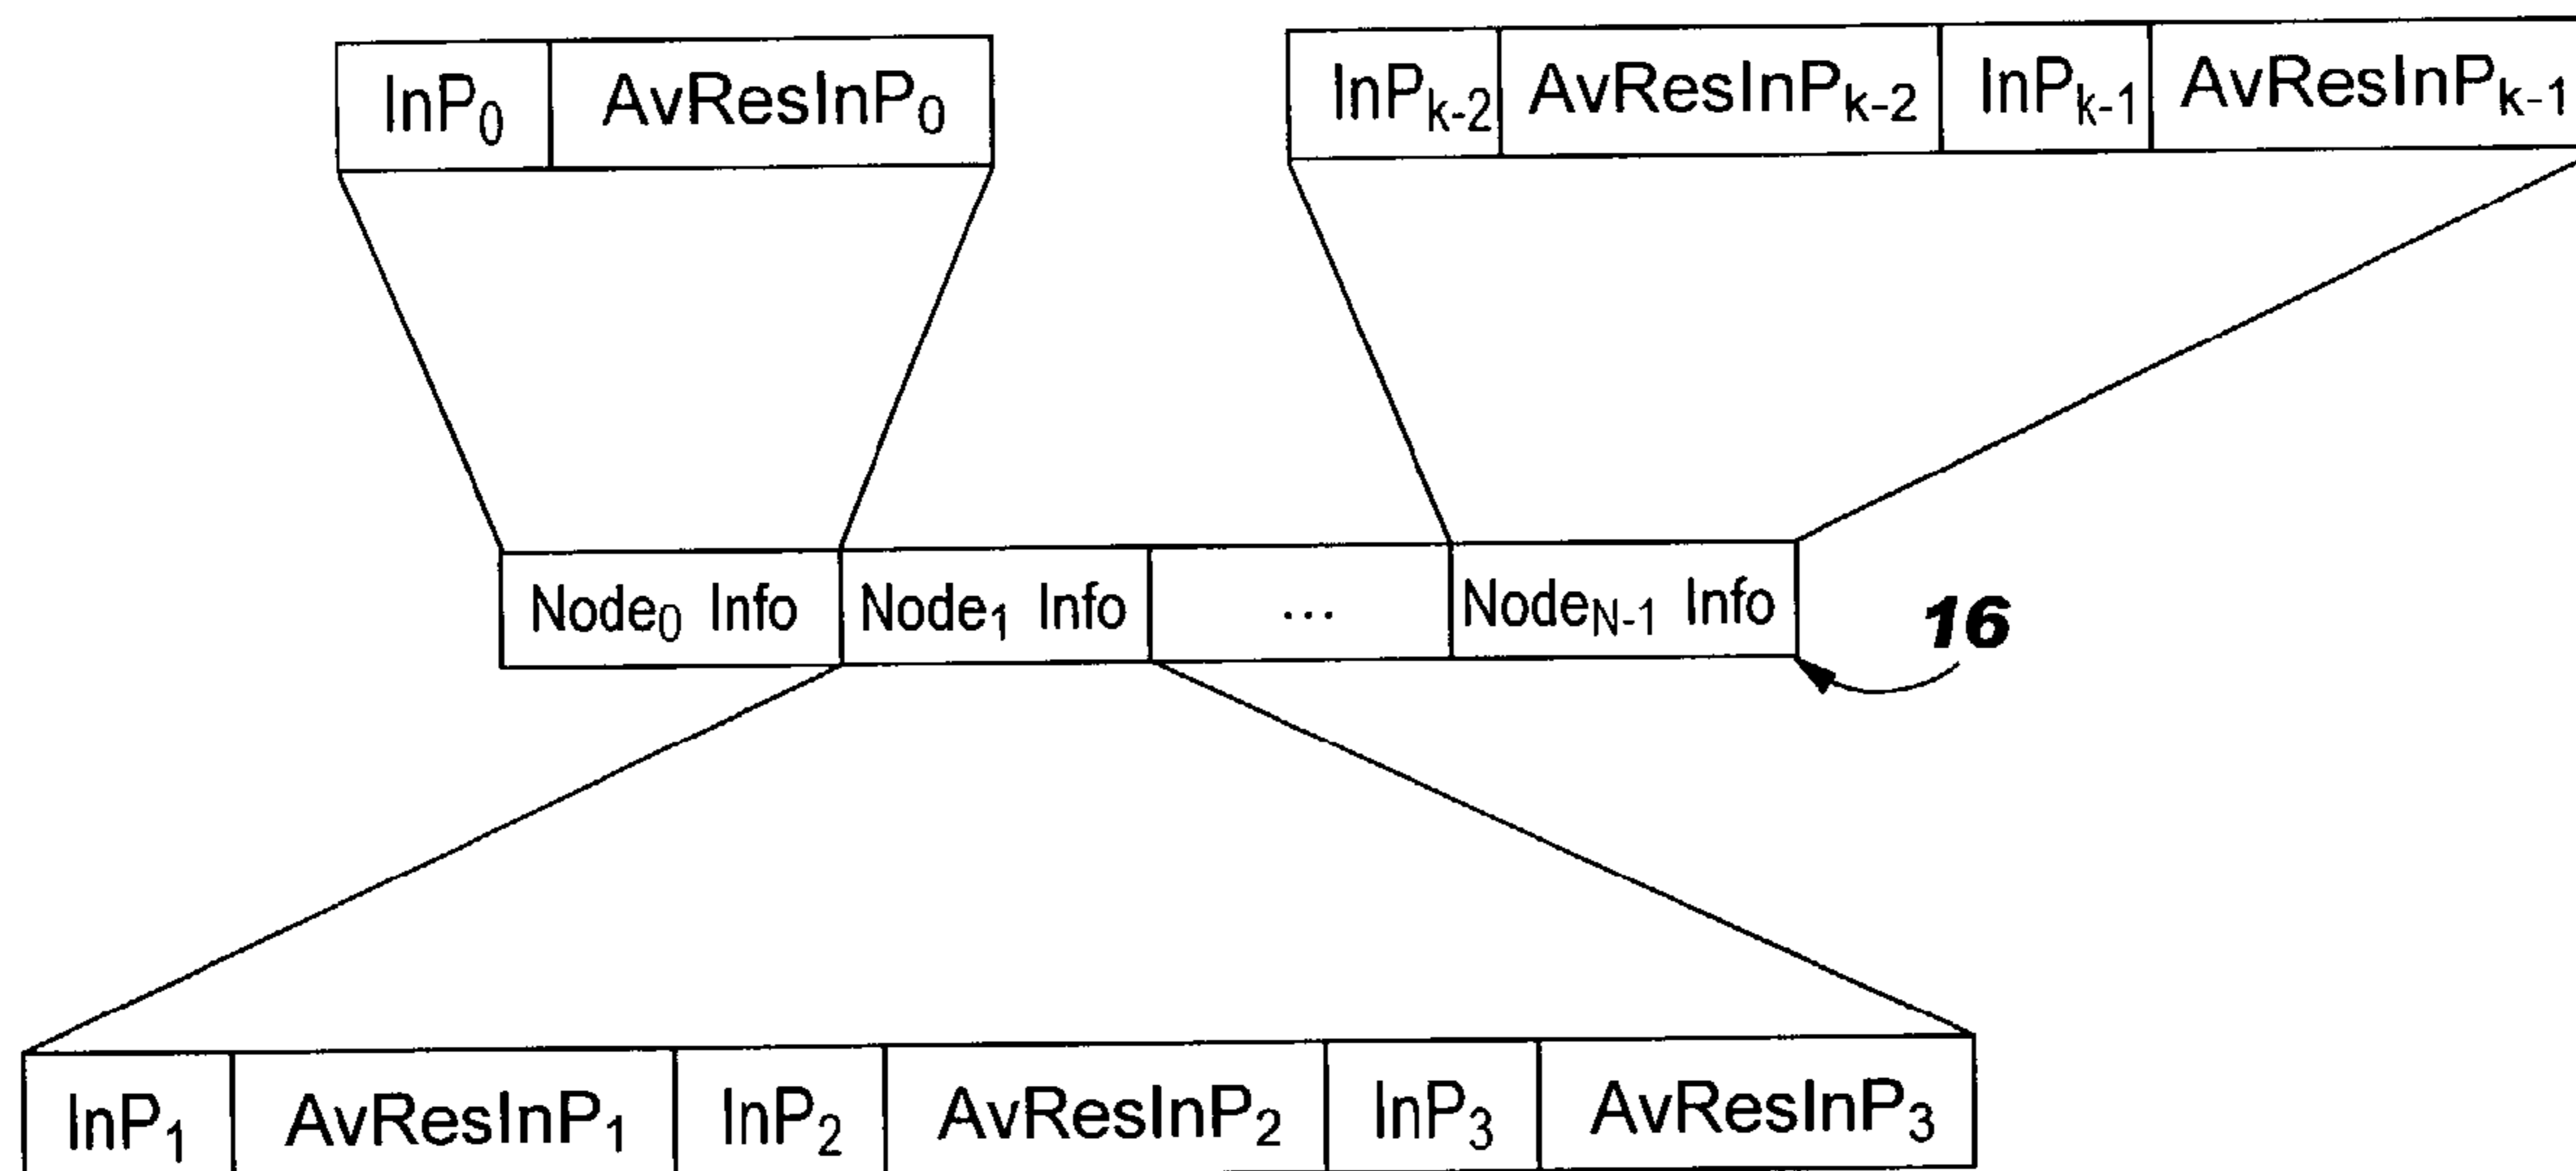 InP₀ AvResInP₀
InPₖ₋₂ AvResInPₖ₋₂ InPₖ₋₁ AvResInPₖ₋₁
Node₀ Info Node₁ Info ... Node_N-1 Info
16
InP₁ AvResInP₁ InP₂ AvResInP₂ InP₃ AvResInP₃